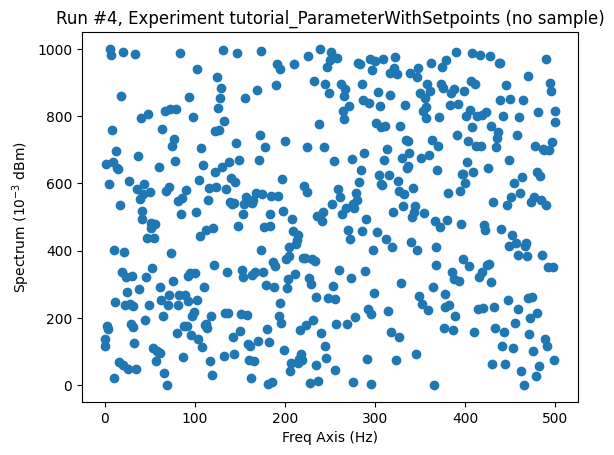 Run #4, Experiment tutorial_ParameterWithSetpoints (no sample)
1000
800
600
400
200
0
Spectrum (10⁻³ dBm)
0 100 200 300 400 500
Freq Axis (Hz)